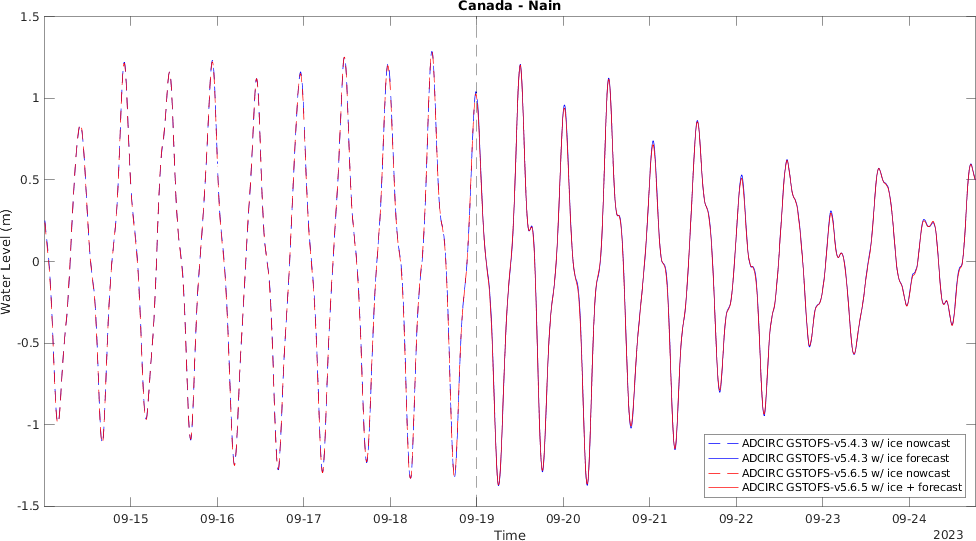 Canada - Nain
1.5
1
0.5
0
-0.5
-1
-1.5
Water Level (m)
09-15 09-16 09-17 09-18 09-19 09-20 09-21 09-22 09-23 09-24
Time
2023
ADCIRC GSTOFS-v5.4.3 w/ ice nowcast
ADCIRC GSTOFS-v5.4.3 w/ ice forecast
ADCIRC GSTOFS-v5.6.5 w/ ice nowcast
ADCIRC GSTOFS-v5.6.5 w/ ice + forecast